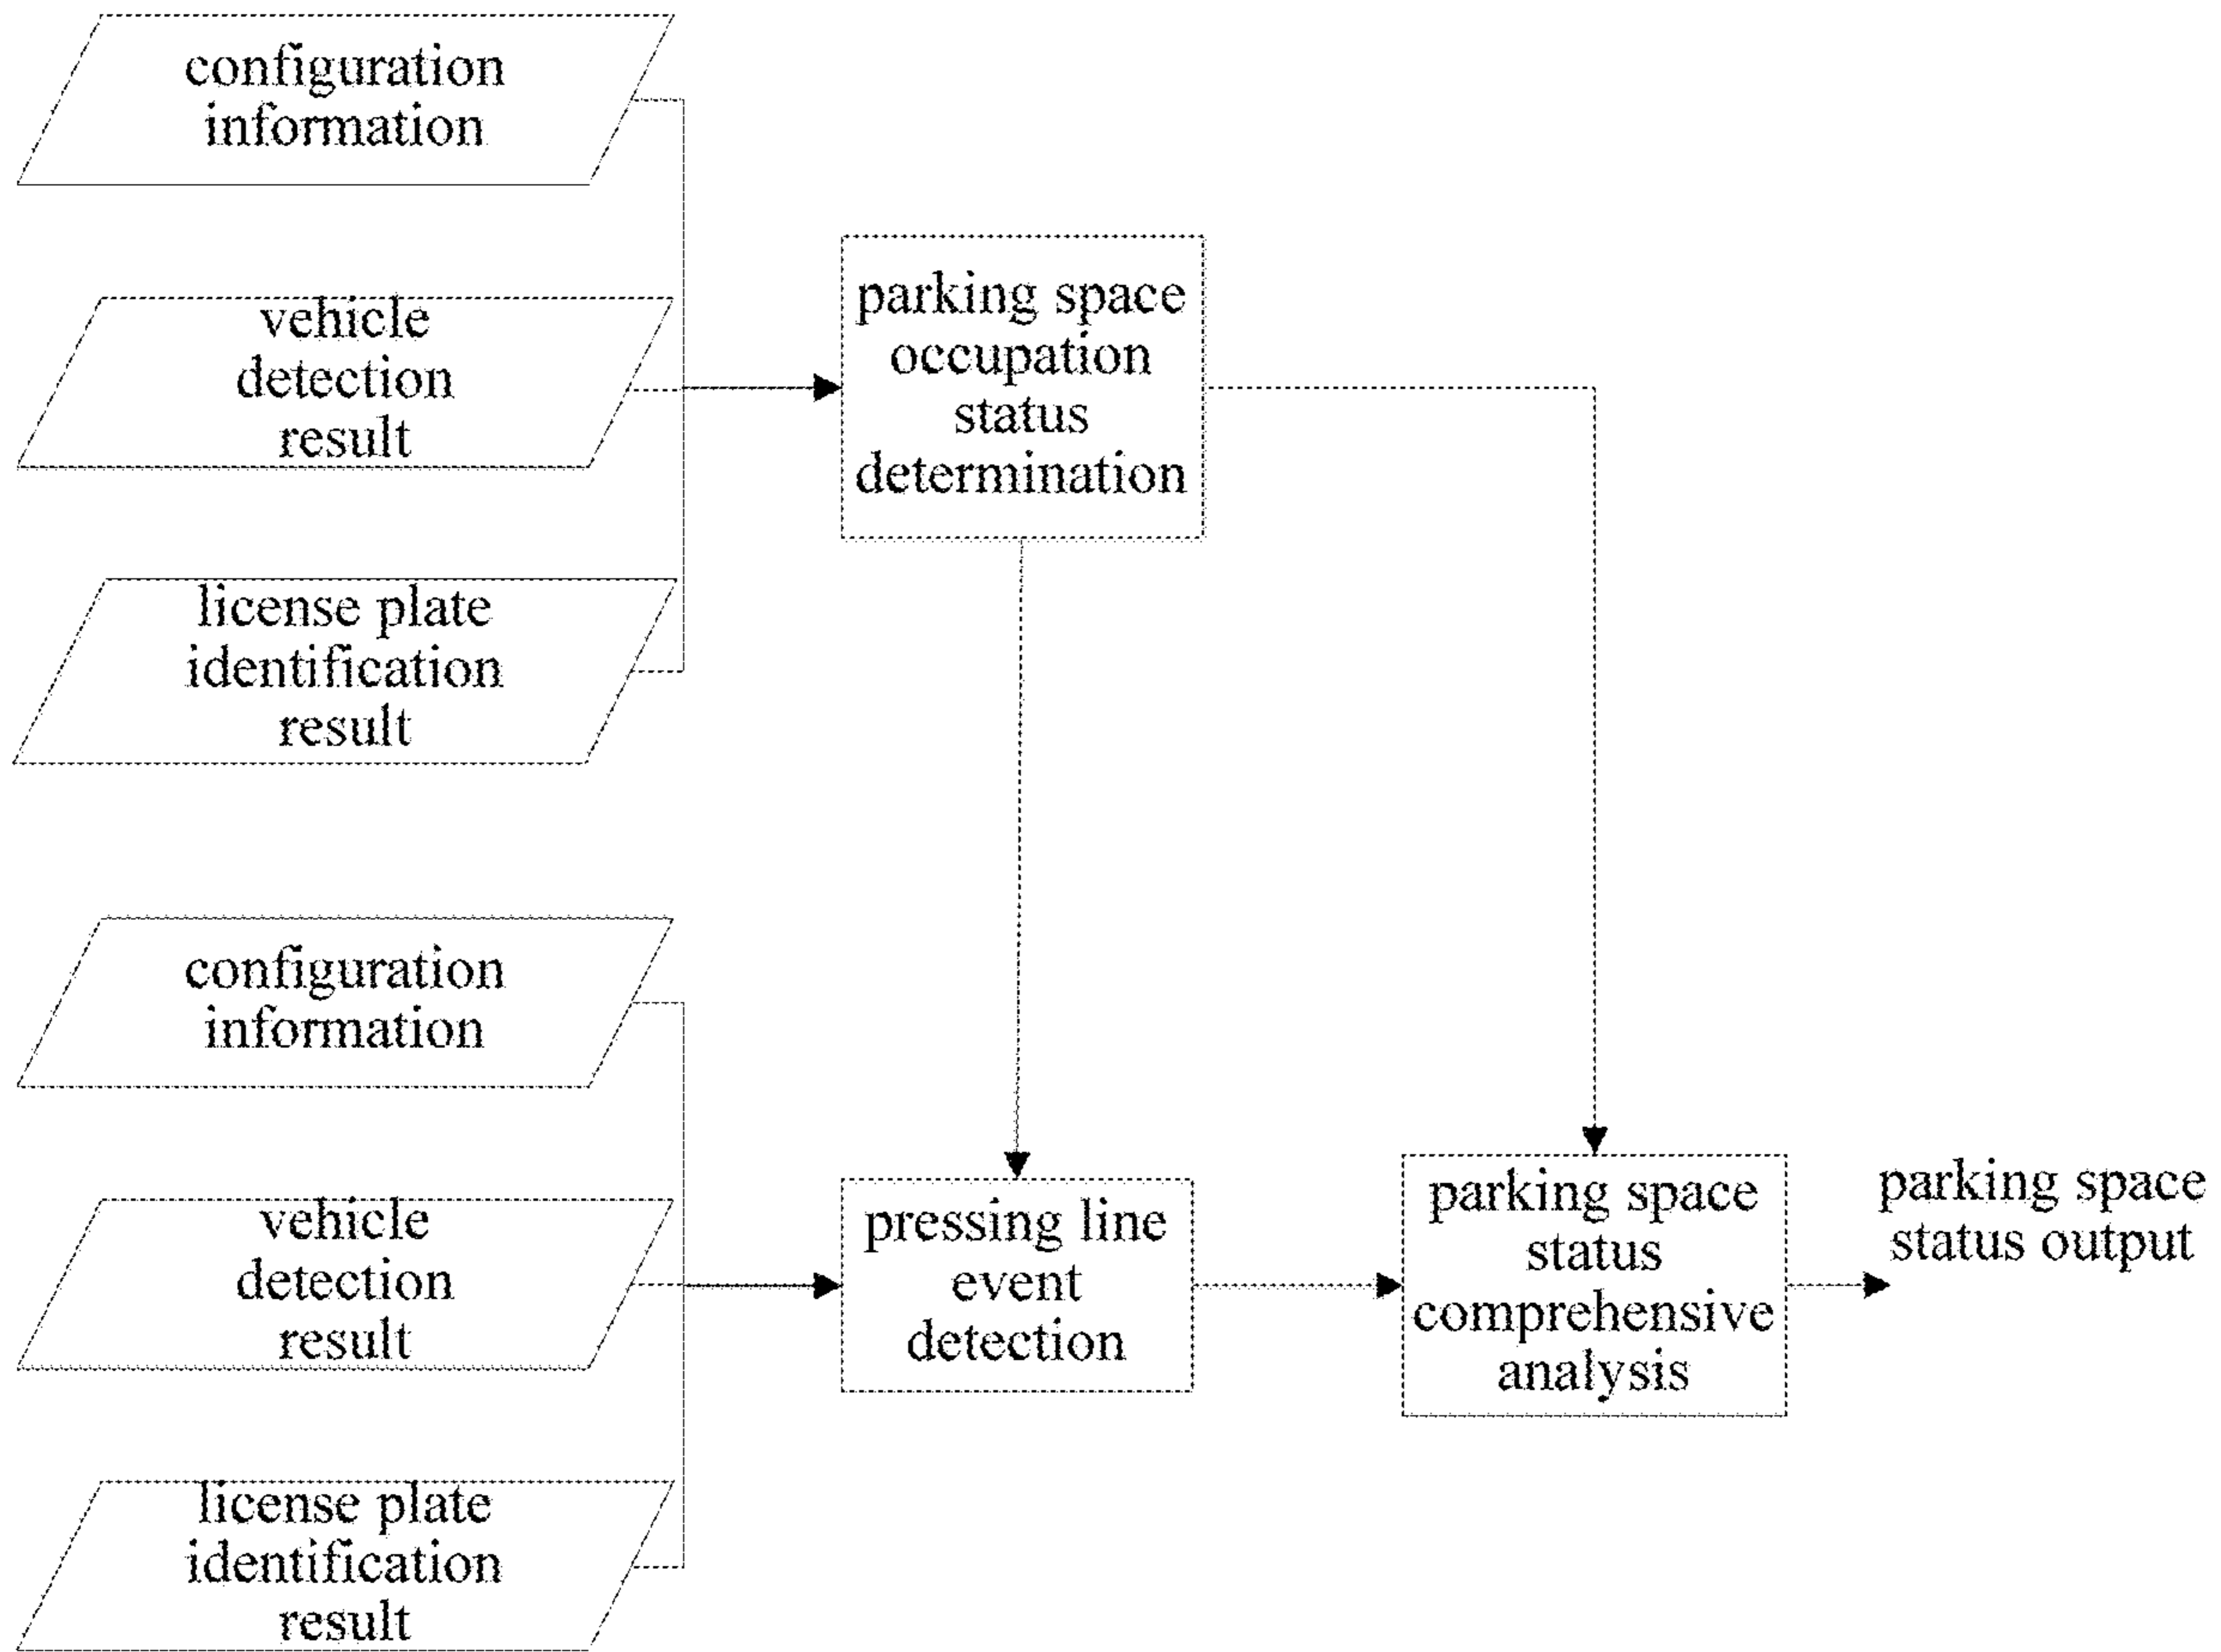 configuration
information
vehicle
detection
result
license plate
identification
result
parking space
occupation
status
determination
configuration
information
vehicle
detection
result
license plate
identification
result
pressing line
event
detection
parking space
status
comprehensive
analysis
parking space
status output